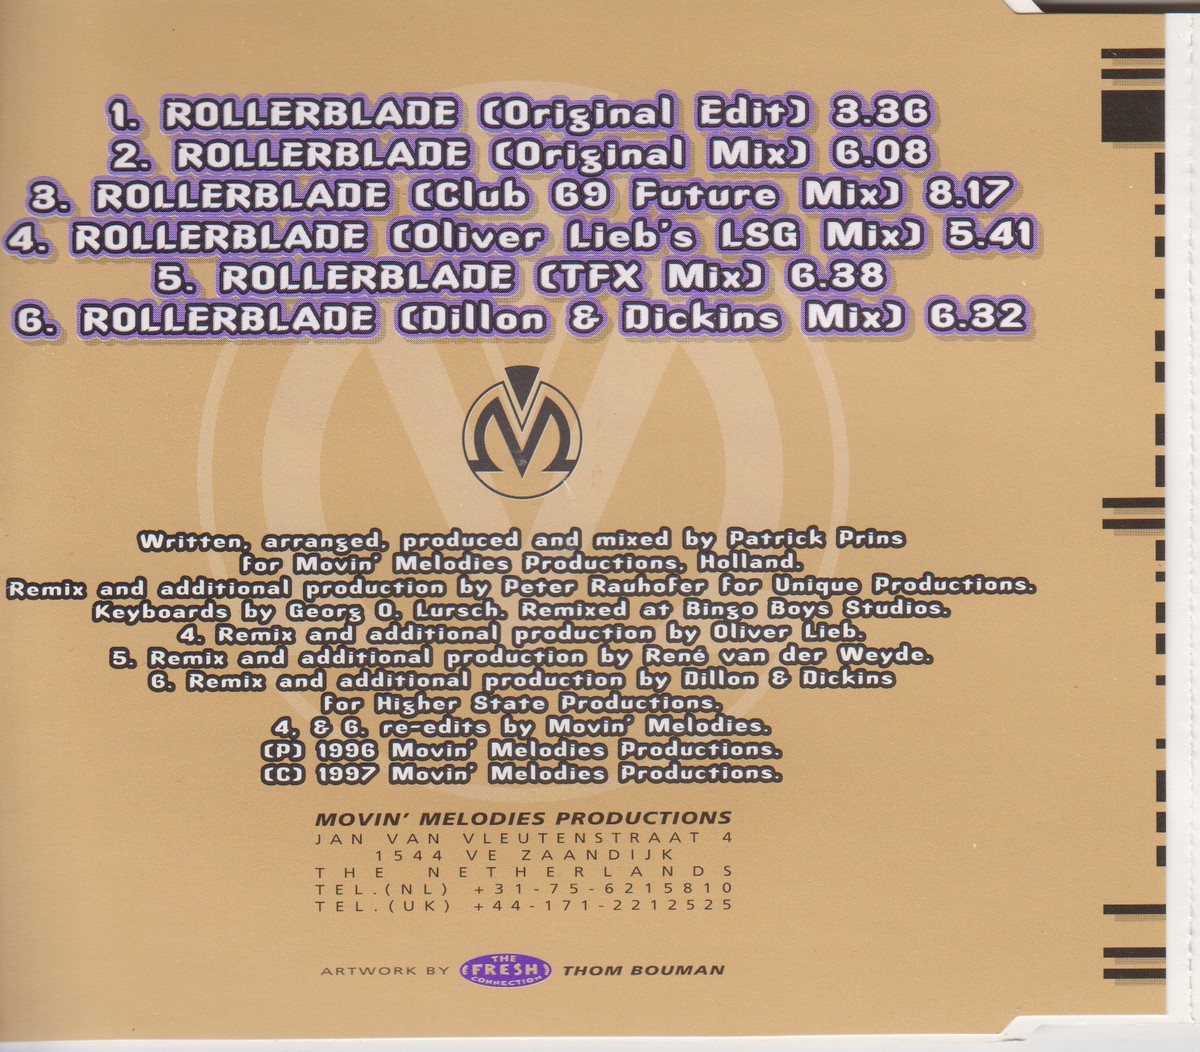 1. ROLLERBLADE (Original Edit) 3.36
2. ROLLERBLADE (Original Mix) 6.08
3. ROLLERBLADE (Club 69 Future Mix) 8.17
4. ROLLERBLADE (Oliver Lieb's LSG Mix) 5.41
5. ROLLERBLADE (TFX Mix) 6.38
6. ROLLERBLADE (Dillon & Dickins Mix) 6.32
Written, arranged, produced and mixed by Patrick Prins
for Movin' Melodies Productions, Holland.
Remix and additional production by Peter Rauhofer for Unique Productions.
Keyboards by Georg O. Lursch. Remixed at Bingo Boys Studios.
4. Remix and additional production by Oliver Lieb.
5. Remix and additional production by René van der Weyde.
6. Remix and additional production by Dillon & Dickins
for Higher State Productions.
4. & 6. re-edits by Movin' Melodies.
(P) 1996 Movin' Melodies Productions.
(C) 1997 Movin' Melodies Productions.
MOVIN' MELODIES PRODUCTIONS
JAN VAN VLEUTENSTRAAT 4
1544 VE ZAANDIJK
THE NETHERLANDS
TEL.(NL) +31-75-6215810
TEL.(UK) +44-171-2212525
ARTWORK BY THE FRESH CONNECTION THOM BOUMAN